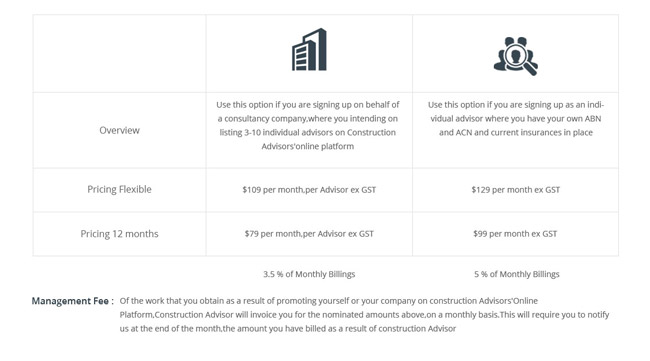 Use this option if you are signing up on behalf of
a consultancy company,where you intending on
listing 3-10 individual advisors on Construction
Advisors'online platform
Use this option if you are signing up as an indi-
vidual advisor where you have your own ABN
and ACN and current insurances in place
Overview
Pricing Flexible
$109 per month,per Advisor ex GST
$129 per month ex GST
Pricing 12 months
$79 per month,per Advisor ex GST
$99 per month ex GST
3.5 % of Monthly Billings
5 % of Monthly Billings
Management Fee : Of the work that you obtain as a result of promoting yourself or your company on construction Advisors'Online
Platform,Construction Advisor will invoice you for the nominated amounts above,on a monthly basis.This will require you to notify
us at the end of the month,the amount you have billed as a result of construction Advisor